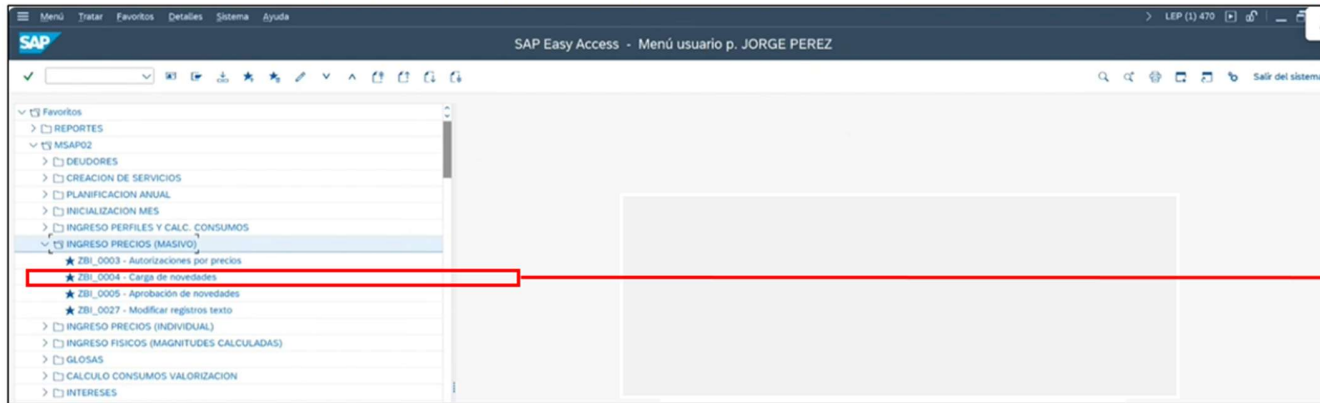 Menú Tratar Favoritos Detalles Sistema Ayuda LEP (1) 470
SAP SAP Easy Access - Menú usuario p. JORGE PEREZ
Salir del sistema
Favoritos
REPORTES
MSAP02
DEUDORES
CREACION DE SERVICIOS
PLANIFICACION ANUAL
INICIALIZACION MES
INGRESO PERFILES Y CALC. CONSUMOS
INGRESO PRECIOS (MASIVO)
ZBI_0003 - Autorizaciones por precios
ZBI_0004 - Carga de novedades
ZBI_0005 - Aprobación de novedades
ZBI_0027 - Modificar registros texto
INGRESO PRECIOS (INDIVIDUAL)
INGRESO FISICOS (MAGNITUDES CALCULADAS)
GLOSAS
CALCULO CONSUMOS VALORIZACION
INTERESES